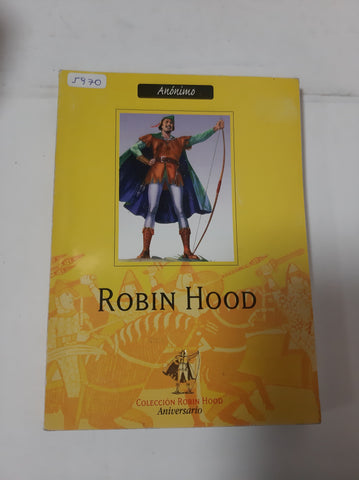 5970
Anónimo
ROBIN HOOD
COLECCIÓN ROBIN HOOD
Aniversario